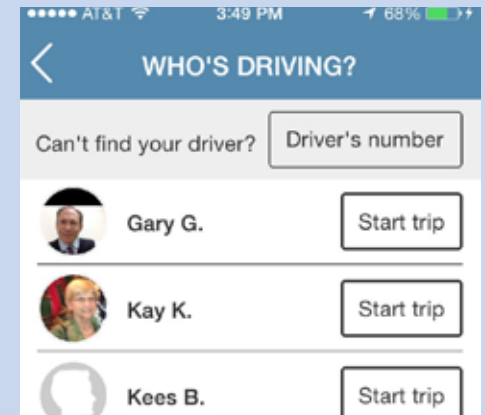 AT&T 3:49 PM 68%
WHO'S DRIVING?
Can't find your driver? Driver's number
Gary G. Start trip
Kay K. Start trip
Kees B. Start trip